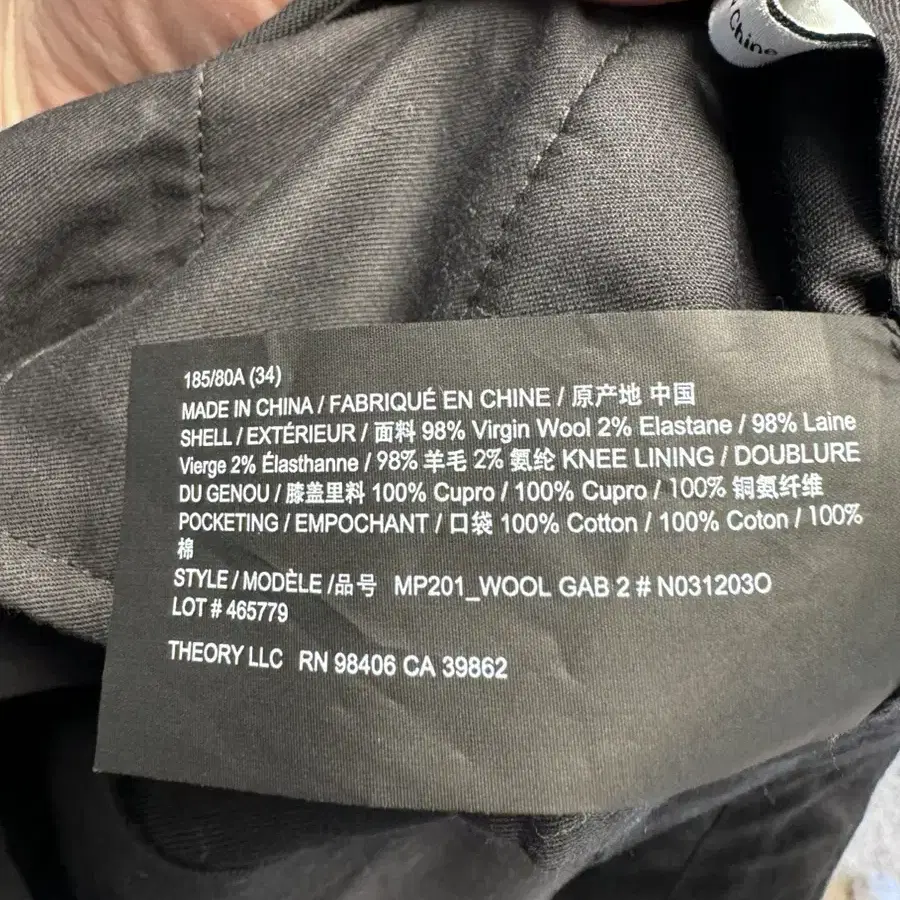 Chine
185/80A (34)
MADE IN CHINA / FABRIQUÉ EN CHINE / 原产地 中国
SHELL / EXTÉRIEUR / 面料 98% Virgin Wool 2% Elastane / 98% Laine
Vierge 2% Élasthanne / 98% 羊毛 2% 氨纶 KNEE LINING / DOUBLURE
DU GENOU / 膝盖里料 100% Cupro / 100% Cupro / 100% 铜氨纤维
POCKETING / EMPOCHANT / 口袋 100% Cotton / 100% Coton / 100%
棉
STYLE / MODÈLE /品号 MP201_WOOL GAB 2 # N031203O
LOT # 465779
THEORY LLC RN 98406 CA 39862